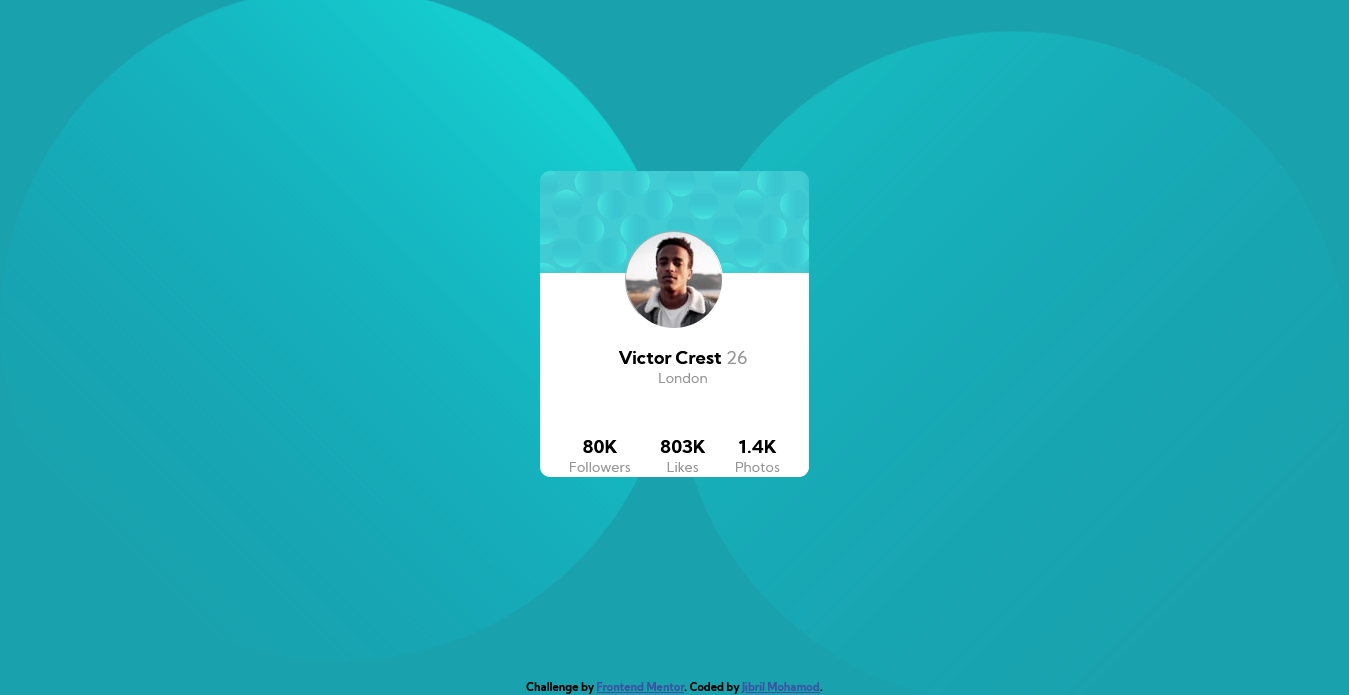 Victor Crest 26
London
80K 803K 1.4K
Followers Likes Photos
Challenge by Frontend Mentor. Coded by Jibril Mohamod.